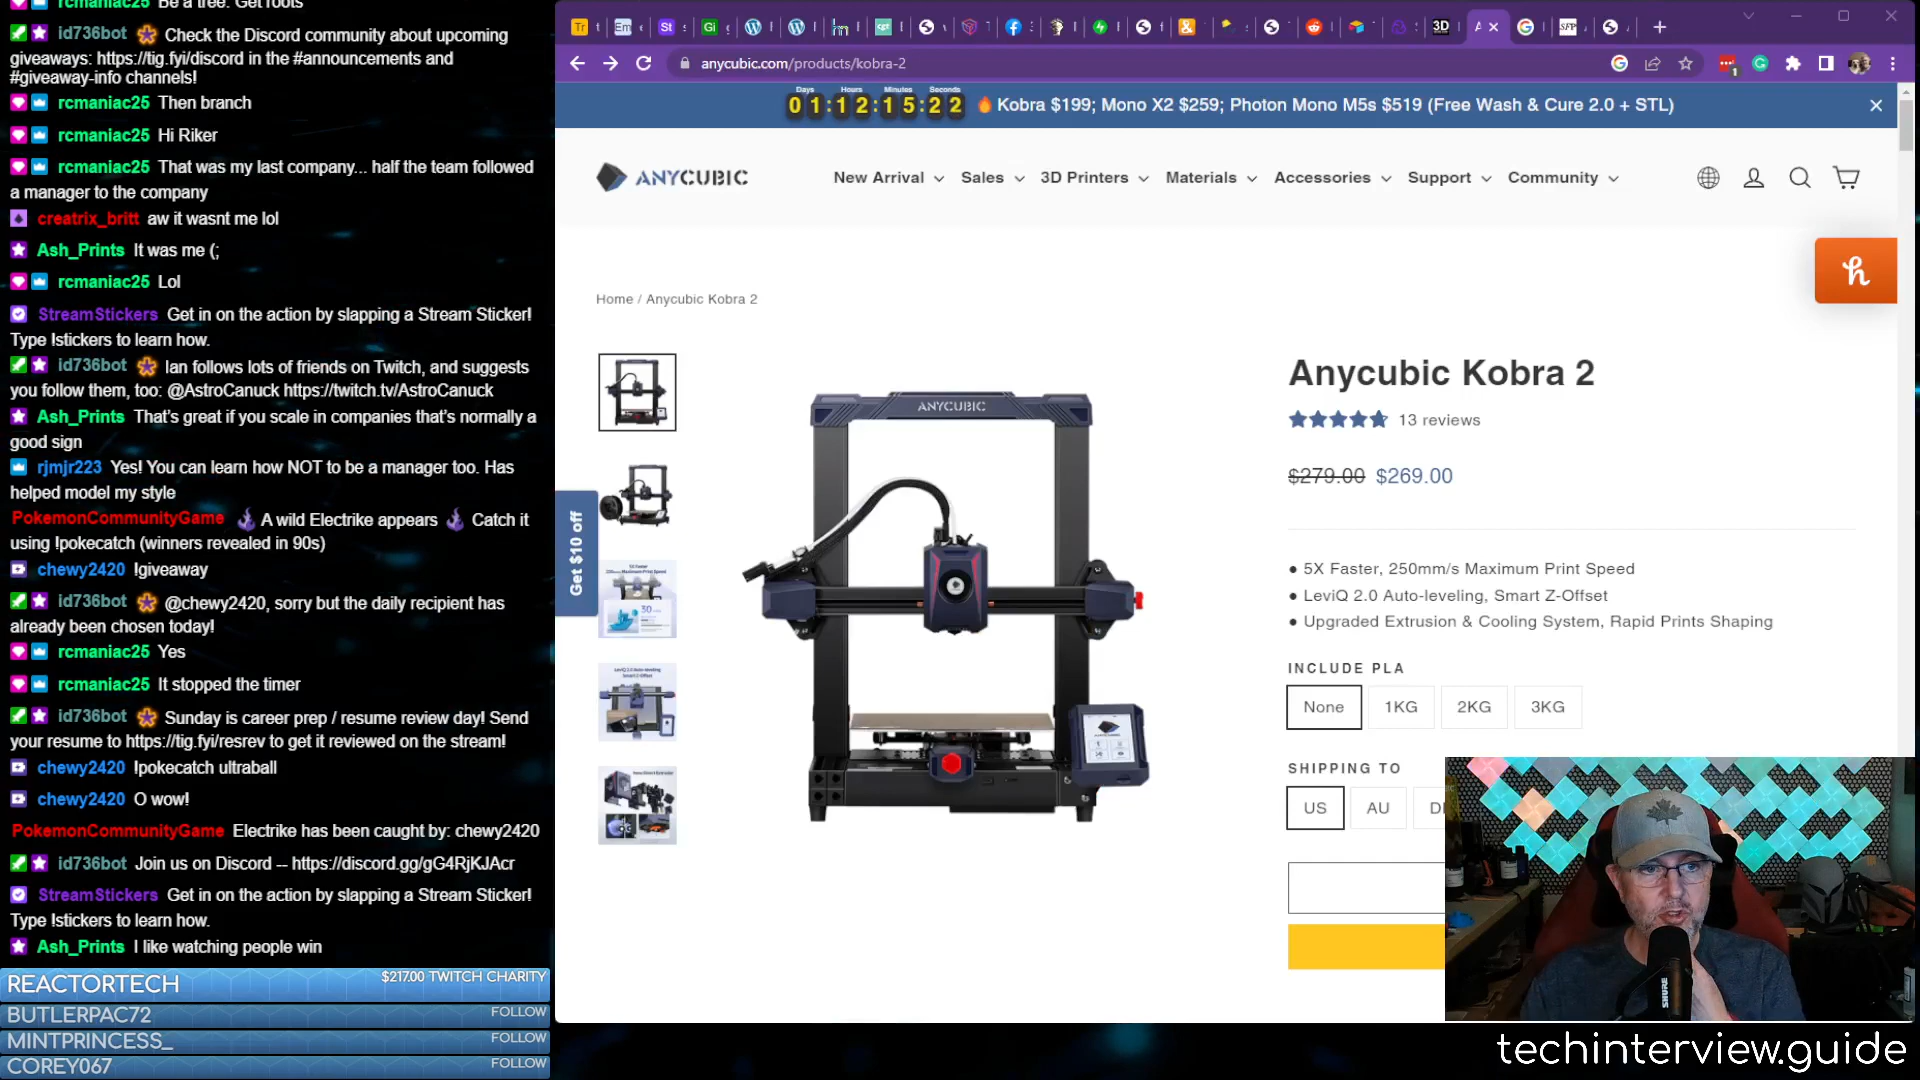 rcmaniac25 Be a tree. Get roots
id736bot Check the Discord community about upcoming
giveaways: https://tig.fyi/discord in the #announcements and
#giveaway-info channels!
rcmaniac25 Then branch
rcmaniac25 Hi Riker
rcmaniac25 That was my last company... half the team followed
a manager to the company
creatrix_britt aw it wasnt me lol
Ash_Prints It was me (;
rcmaniac25 Lol
StreamStickers Get in on the action by slapping a Stream Sticker!
Type !stickers to learn how.
id736bot Ian follows lots of friends on Twitch, and suggests
you follow them, too: @AstroCanuck https://twitch.tv/AstroCanuck
Ash_Prints That's great if you scale in companies that's normally a
good sign
rjmjr223 Yes! You can learn how NOT to be a manager too. Has
helped model my style
PokemonCommunityGame A wild Electrike appears Catch it
using !pokecatch (winners revealed in 90s)
chewy2420 !giveaway
id736bot @chewy2420, sorry but the daily recipient has
already been chosen today!
rcmaniac25 Yes
rcmaniac25 It stopped the timer
id736bot Sunday is career prep / resume review day! Send
your resume to https://tig.fyi/resrev to get it reviewed on the stream!
chewy2420 !pokecatch ultraball
chewy2420 O wow!
PokemonCommunityGame Electrike has been caught by: chewy2420
id736bot Join us on Discord -- https://discord.gg/gG4RjKJAcr
StreamStickers Get in on the action by slapping a Stream Sticker!
Type !stickers to learn how.
Ash_Prints I like watching people win
REACTORTECH $217.00 TWITCH CHARITY
BUTLERPAC72 FOLLOW
MINTPRINCESS_ FOLLOW
COREY067 FOLLOW
anycubic.com/products/kobra-2
Days Hours Minutes Seconds
01:12:15:22 Kobra $199; Mono X2 $259; Photon Mono M5s $519 (Free Wash & Cure 2.0 + STL)
ANYCUBIC
New Arrival Sales 3D Printers Materials Accessories Support Community
Home / Anycubic Kobra 2
Get $10 off
ANYCUBIC
Anycubic Kobra 2
13 reviews
$279.00 $269.00
● 5X Faster, 250mm/s Maximum Print Speed
● LeviQ 2.0 Auto-leveling, Smart Z-Offset
● Upgraded Extrusion & Cooling System, Rapid Prints Shaping
INCLUDE PLA
None 1KG 2KG 3KG
SHIPPING TO
US AU
SHURE
techinterview.guide